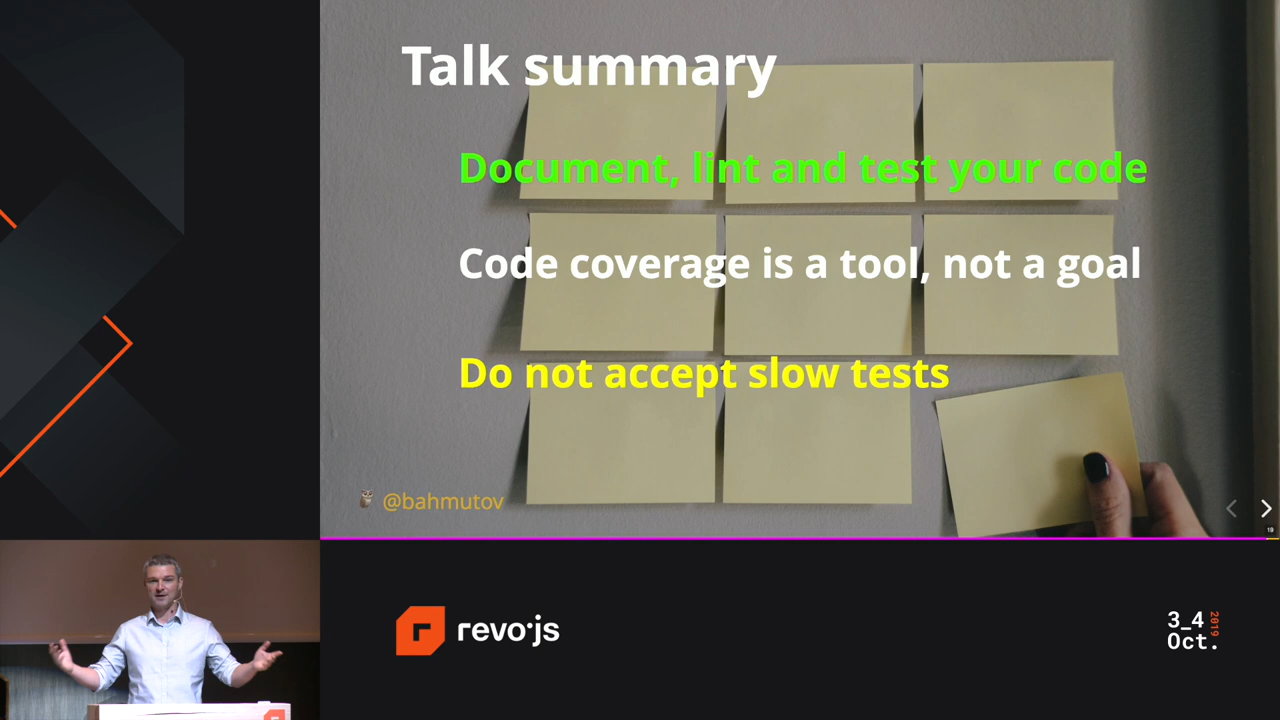 Talk summary
Document, lint and test your code
Code coverage is a tool, not a goal
Do not accept slow tests
@bahmutov
19
revo·js
3_4 2019
Oct.